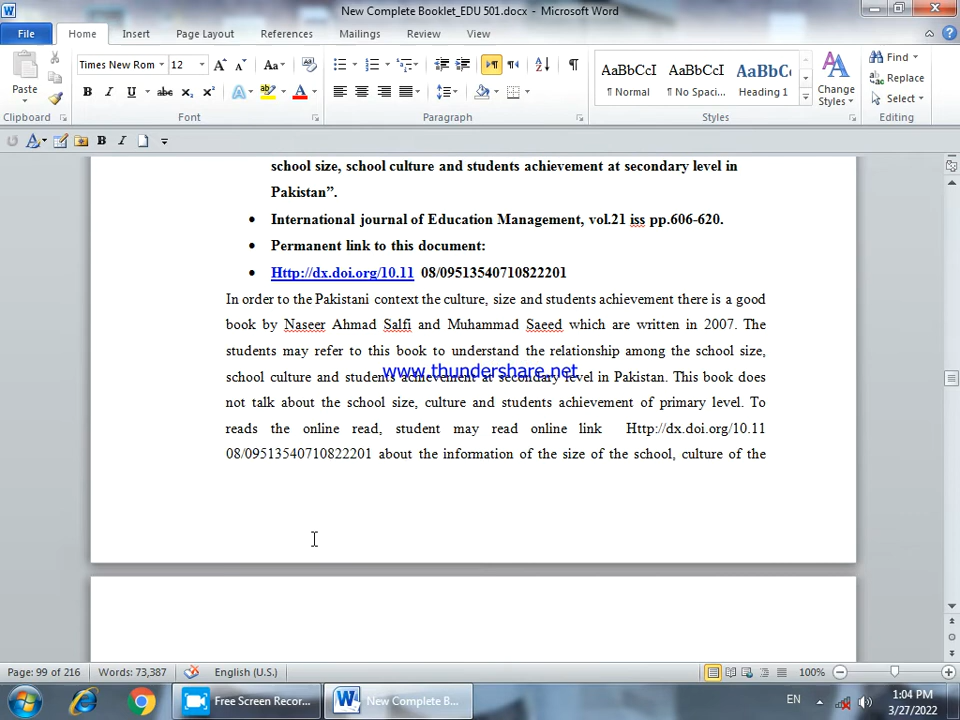 New Complete Booklet_EDU 501.docx - Microsoft Word
File Home Insert Page Layout References Mailings Review View
Times New Rom 12 Aa
AaBbCcI AaBbCcI AaBbCc
Paste B I U abc x₂ x² A A
¶ Normal ¶ No Spaci... Heading 1
Change Styles
Find
Replace
Select
Clipboard Font Paragraph Styles Editing
school size, school culture and students achievement at secondary level in
Pakistan”.
• International journal of Education Management, vol.21 iss pp.606-620.
• Permanent link to this document:
• Http://dx.doi.org/10.11 08/09513540710822201
In order to the Pakistani context the culture, size and students achievement there is a good
book by Naseer Ahmad Salfi and Muhammad Saeed which are written in 2007. The
students may refer to this book to understand the relationship among the school size,
www.thundershare.net
school culture and students achievement at secondary level in Pakistan. This book does
not talk about the school size, culture and students achievement of primary level. To
reads the online read, student may read online link Http://dx.doi.org/10.11
08/09513540710822201 about the information of the size of the school, culture of the
Page: 99 of 216 Words: 73,387 English (U.S.) 100%
Free Screen Recor... New Complete B... EN 1:04 PM
3/27/2022